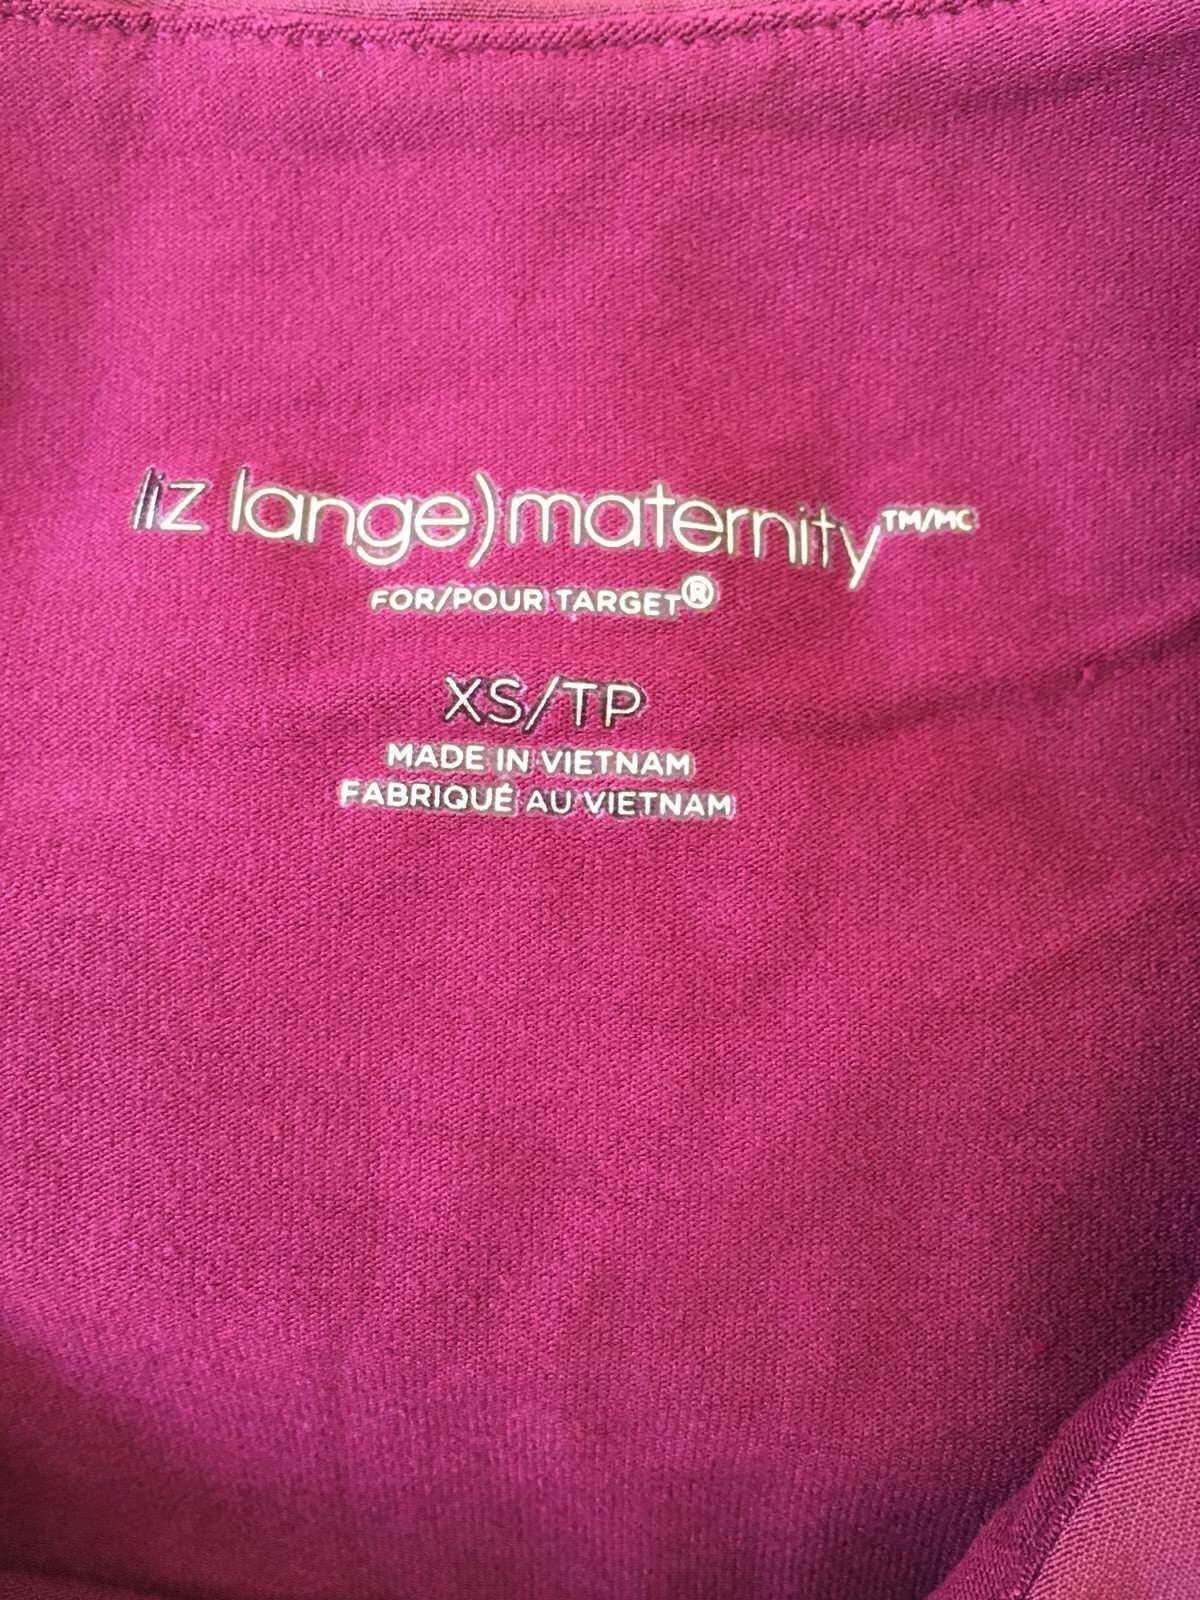 liz lange) maternity™/MC
FOR/POUR TARGET®
XS/TP
MADE IN VIETNAM
FABRIQUÉ AU VIETNAM